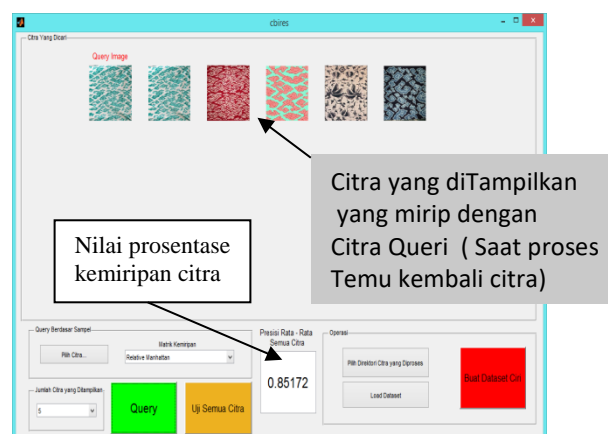 cbires
Citra Yang Dicari
Query Image
Citra yang diTampilkan
yang mirip dengan
Citra Queri ( Saat proses
Temu kembali citra)
Nilai prosentase
kemiripan citra
Query Berdasar Sampel
Pilih Citra...
Matrik Kemiripan
Relative Manhattan
Jumlah Citra yang Ditampilkan
5
Query
Uji Semua Citra
Presisi Rata - Rata
Semua Citra
0.85172
Operasi
Pilih Direktori Citra yang Diproses
Load Dataset
Buat Dataset Ciri